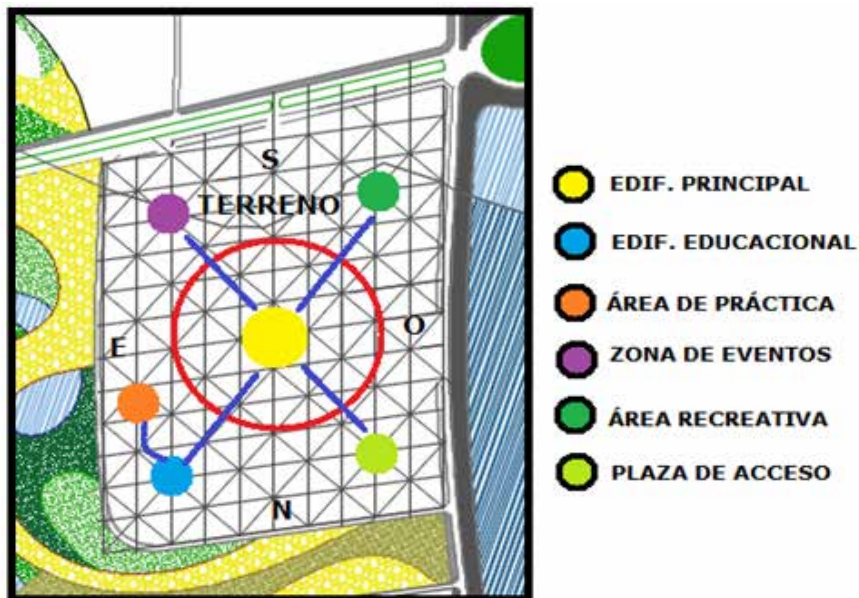 S
TERRENO
O
E
N
EDIF. PRINCIPAL
EDIF. EDUCACIONAL
ÁREA DE PRÁCTICA
ZONA DE EVENTOS
ÁREA RECREATIVA
PLAZA DE ACCESO